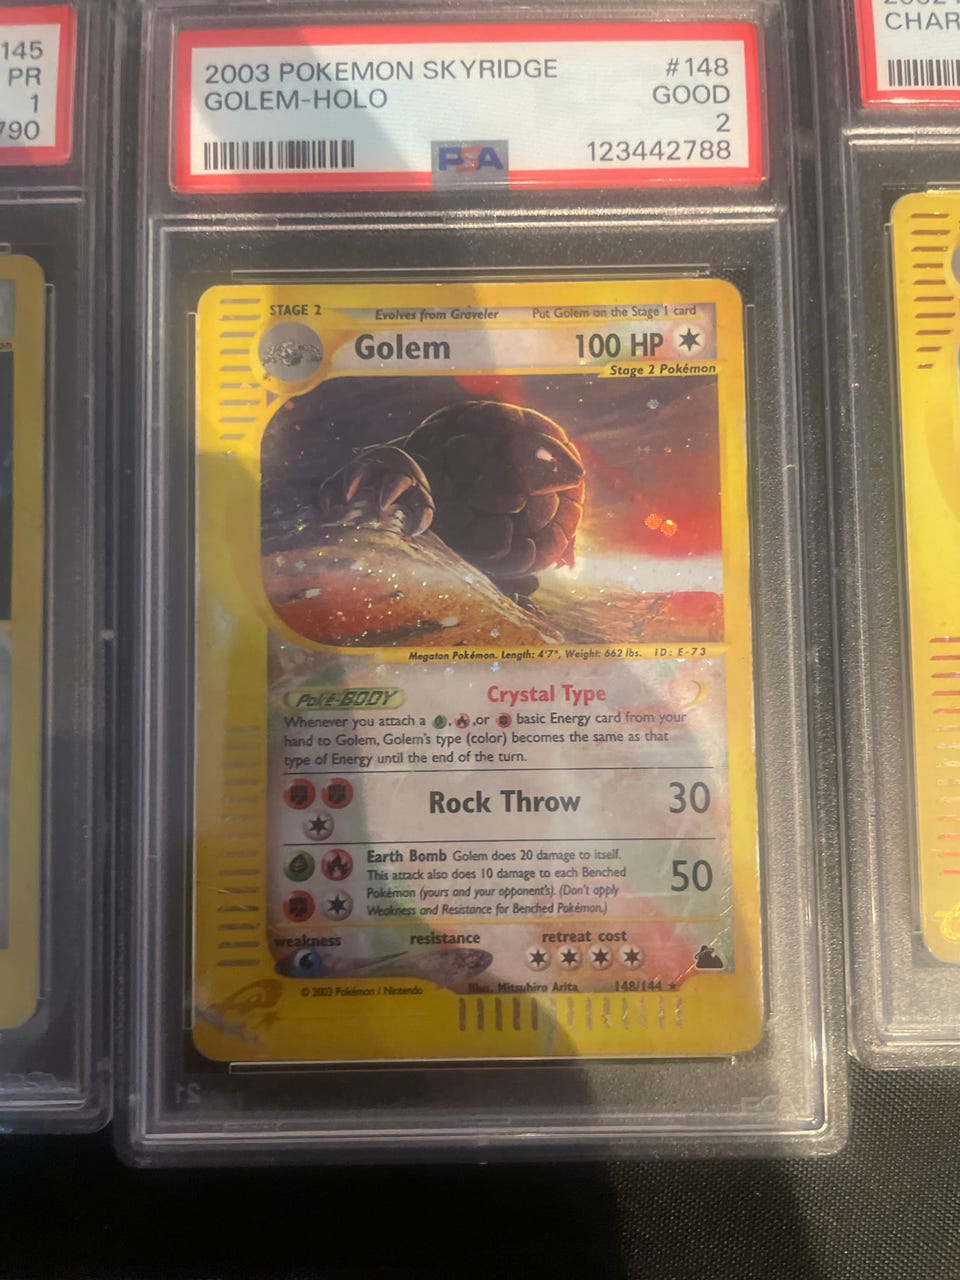 145
PR
1
790
2003 POKEMON SKYRIDGE #148
GOLEM-HOLO GOOD
2
PSA 123442788
CHAR
STAGE 2 Evolves from Graveler Put Golem on the Stage 1 card
Golem 100 HP
Stage 2 Pokémon
Megaton Pokémon. Length: 4'7", Weight: 662 lbs. ID: E-73
Poké-BODY Crystal Type
Whenever you attach a , ,or basic Energy card from your
hand to Golem, Golem's type (color) becomes the same as that
type of Energy until the end of the turn.
Rock Throw 30
Earth Bomb Golem does 20 damage to itself.
This attack also does 10 damage to each Benched
Pokémon (yours and your opponent's). (Don't apply
Weakness and Resistance for Benched Pokémon.)
50
weakness resistance retreat cost
© 2003 Pokémon / Nintendo Illus. Mitsuhiro Arita 148/144 ★